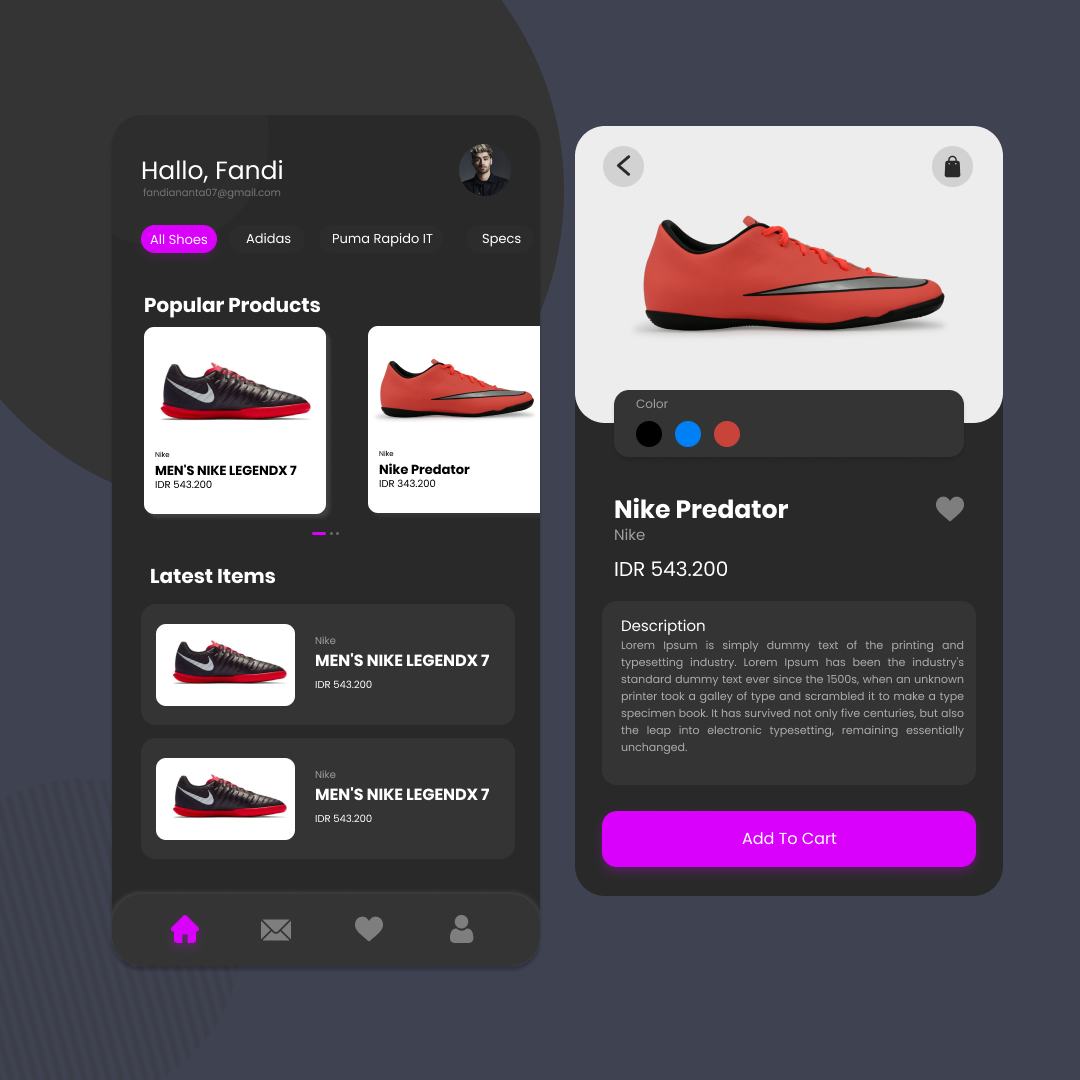 Hallo, Fandi
fandiananta07@gmail.com
All Shoes
Adidas
Puma Rapido IT
Specs
Popular Products
Nike
MEN'S NIKE LEGENDX 7
IDR 543.200
Nike
Nike Predator
IDR 343.200
Latest Items
Nike
MEN'S NIKE LEGENDX 7
IDR 543.200
Nike
MEN'S NIKE LEGENDX 7
IDR 543.200
Color
Nike Predator
Nike
IDR 543.200
Description
Lorem Ipsum is simply dummy text of the printing and
typesetting industry. Lorem Ipsum has been the industry's
standard dummy text ever since the 1500s, when an unknown
printer took a galley of type and scrambled it to make a type
specimen book. It has survived not only five centuries, but also
the leap into electronic typesetting, remaining essentially
unchanged.
Add To Cart